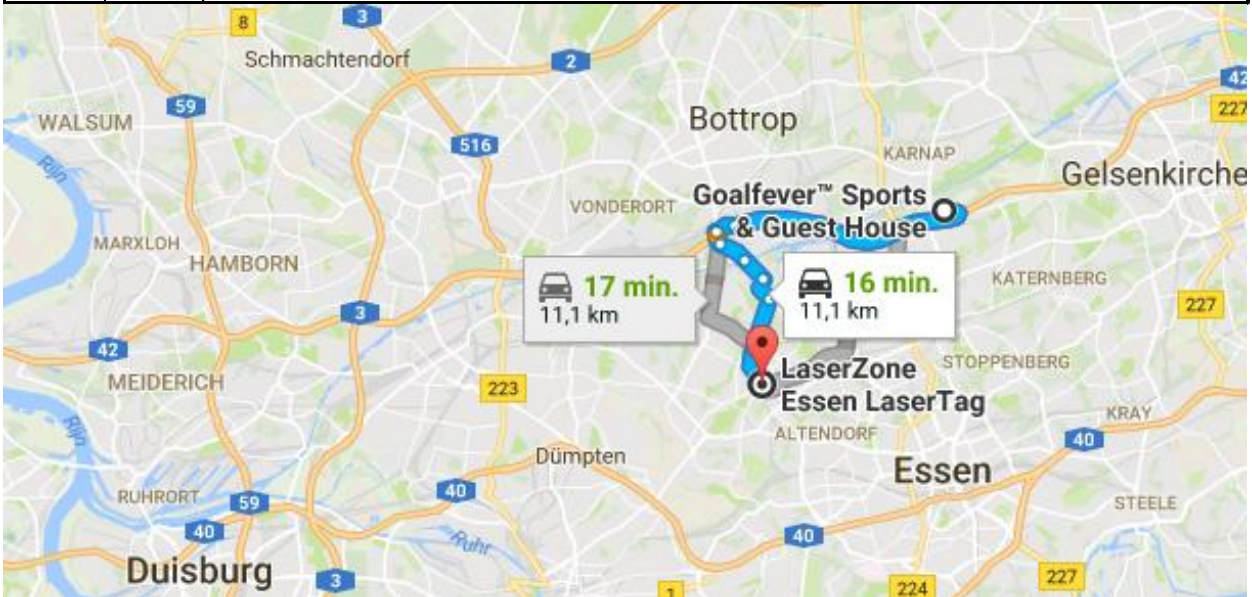 3
8
Schmachtendorf
2
42
59
227
WALSUM
Bottrop
516
KARNAP
Rijn
Gelsenkirche
Goalfever™ Sports
& Guest House
VONDERORT
MARXLOH
HAMBORN
KATERNBERG
17 min.
11,1 km
16 min.
11,1 km
227
3
42
STOPPENBERG
LaserZone
Essen LaserTag
MEIDERICH
223
KRAY
Rijn
ALTENDORF
40
Dümpten
Essen
RUHRORT
59
40
STEELE
40
40
Ruhr
Duisburg
3
1
224
227